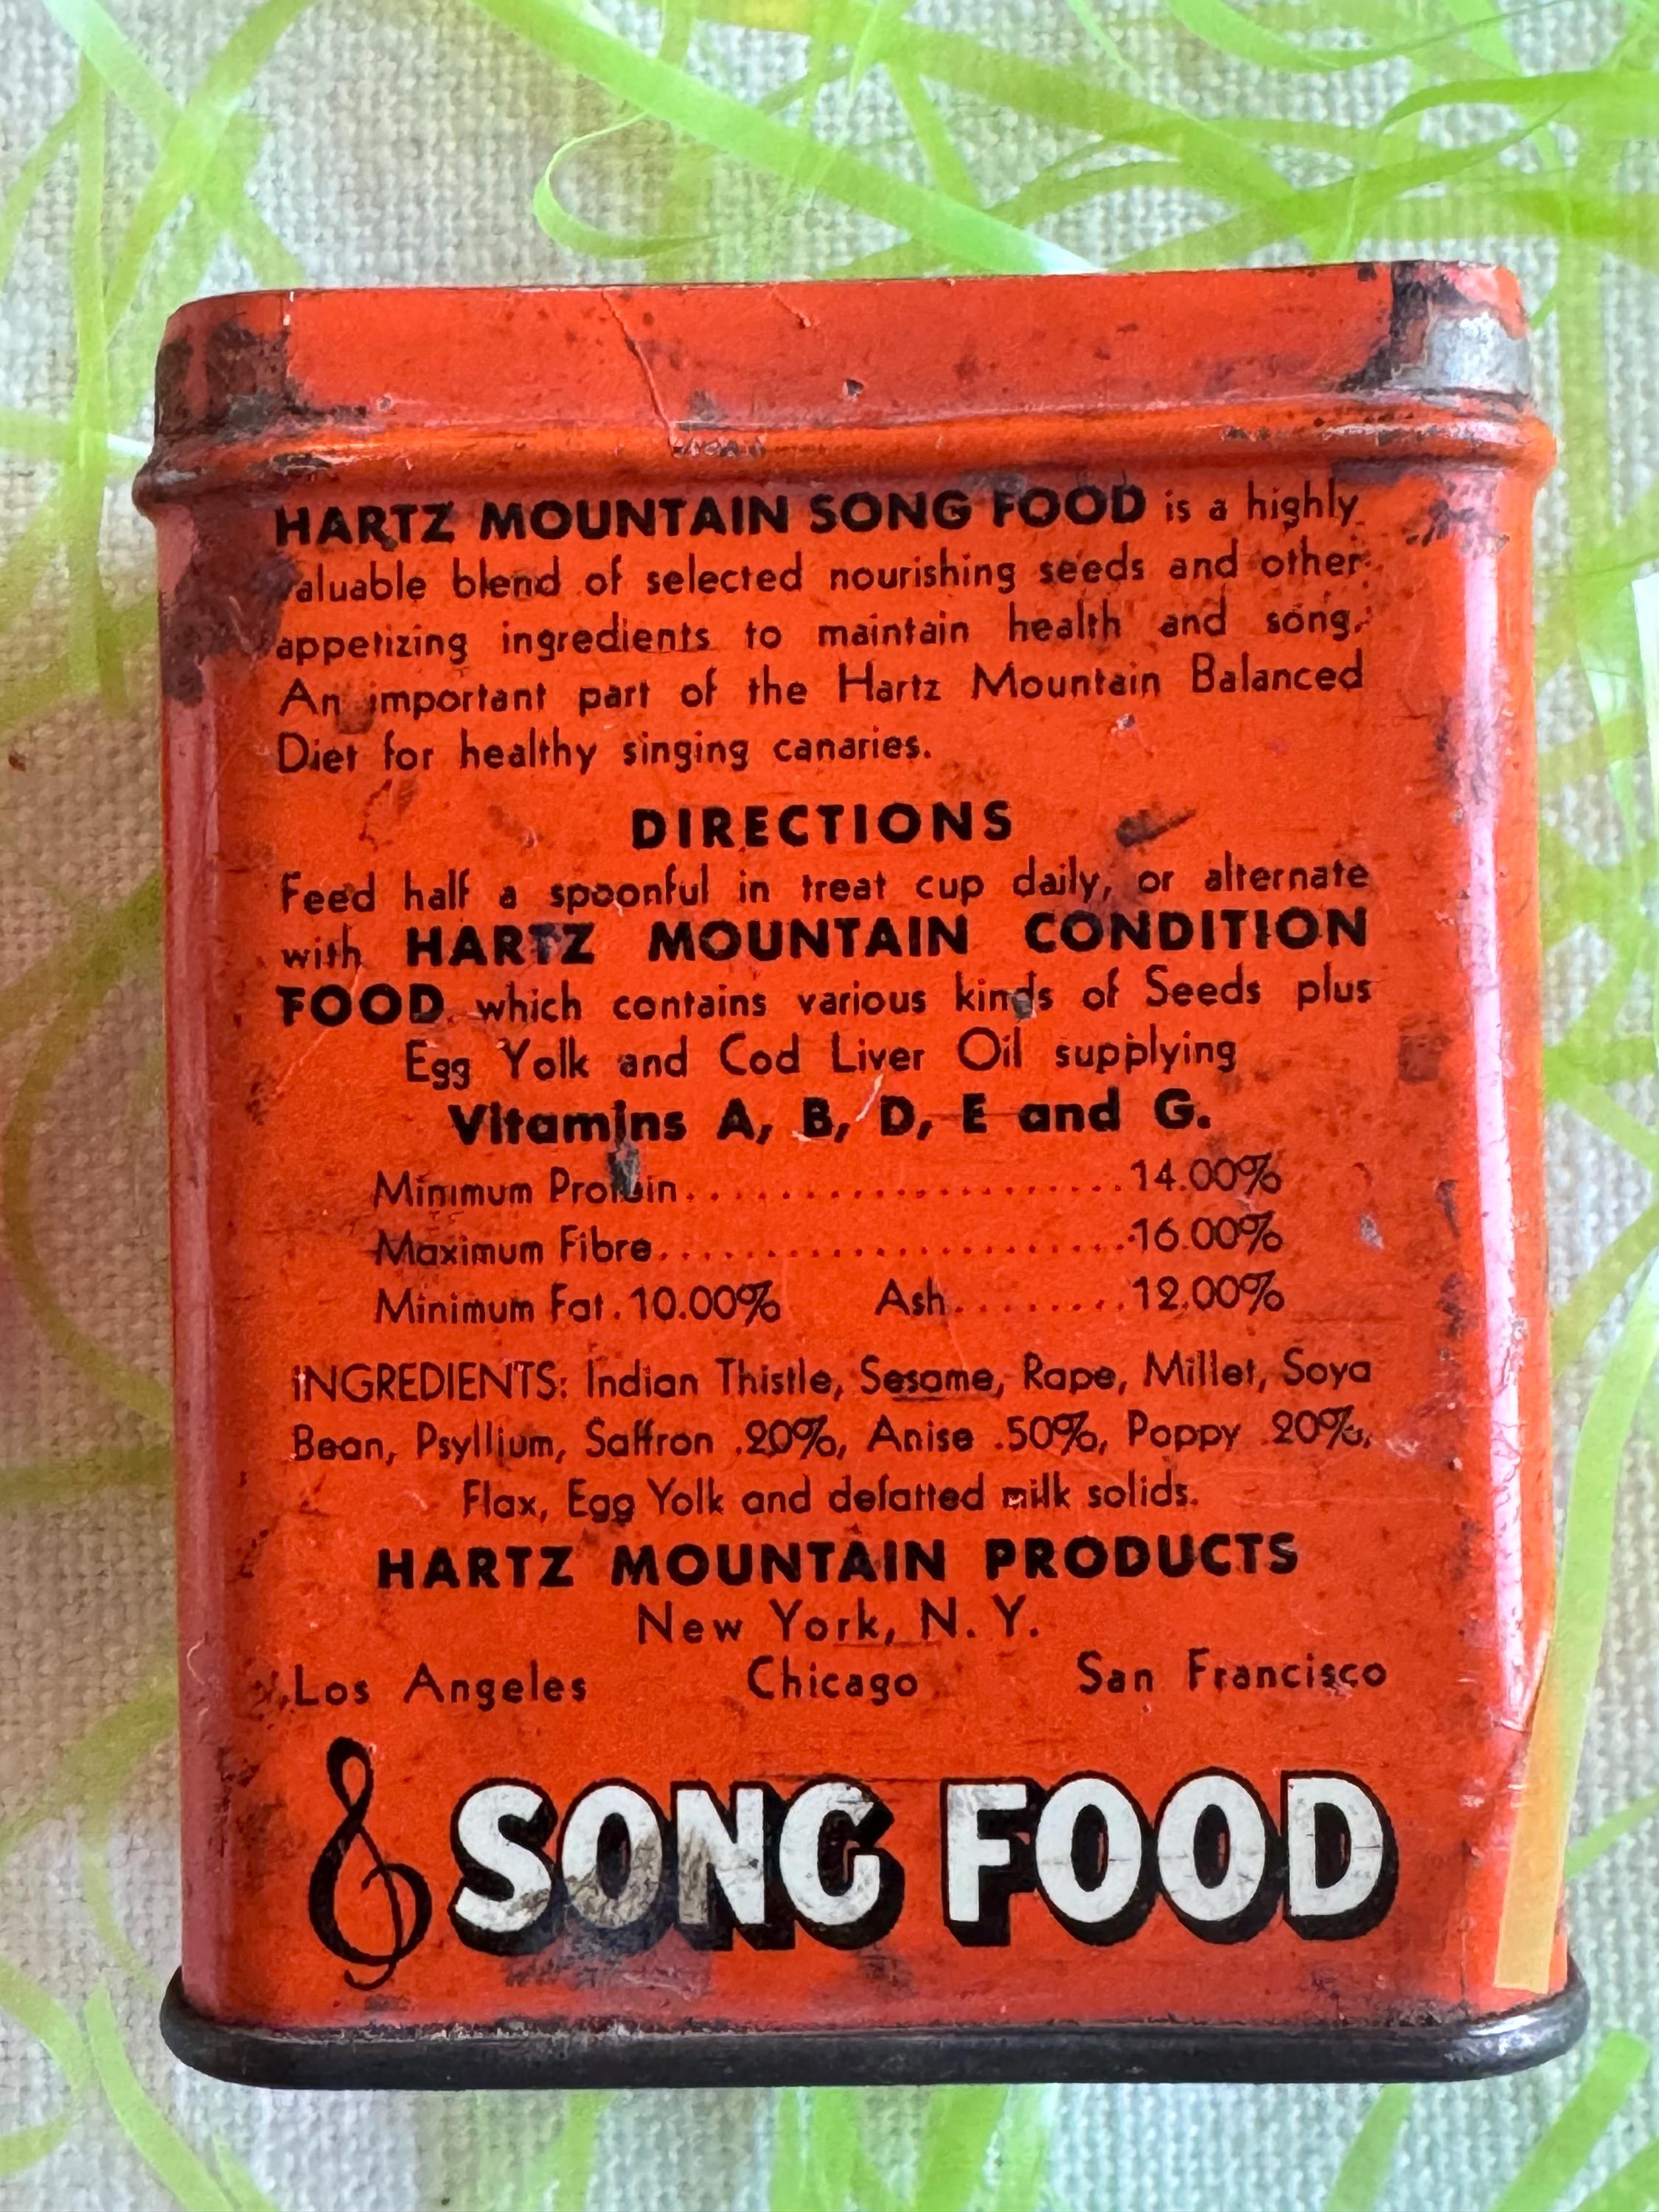 HARTZ MOUNTAIN SONG FOOD is a highly
valuable blend of selected nourishing seeds and other
appetizing ingredients to maintain health and song.
An important part of the Hartz Mountain Balanced
Diet for healthy singing canaries.
DIRECTIONS
Feed half a spoonful in treat cup daily, or alternate
with HARTZ MOUNTAIN CONDITION
FOOD which contains various kinds of Seeds plus
Egg Yolk and Cod Liver Oil supplying
Vitamins A, B, D, E and G.
Minimum Protein......................14.00%
Maximum Fibre........................16.00%
Minimum Fat.10.00% Ash.........12.00%
INGREDIENTS: Indian Thistle, Sesame, Rape, Millet, Soya
Bean, Psyllium, Saffron .20%, Anise .50%, Poppy .20%,
Flax, Egg Yolk and defatted milk solids.
HARTZ MOUNTAIN PRODUCTS
New York, N. Y.
Los Angeles Chicago San Francisco
SONG FOOD